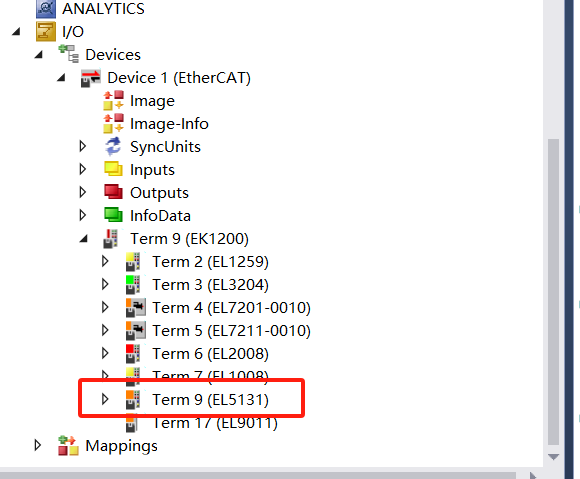 ANALYTICS
I/O
Devices
Device 1 (EtherCAT)
Image
Image-Info
SyncUnits
Inputs
Outputs
InfoData
Term 9 (EK1200)
Term 2 (EL1259)
Term 3 (EL3204)
Term 4 (EL7201-0010)
Term 5 (EL7211-0010)
Term 6 (EL2008)
Term 7 (EL1008)
Term 9 (EL5131)
Term 17 (EL9011)
Mappings